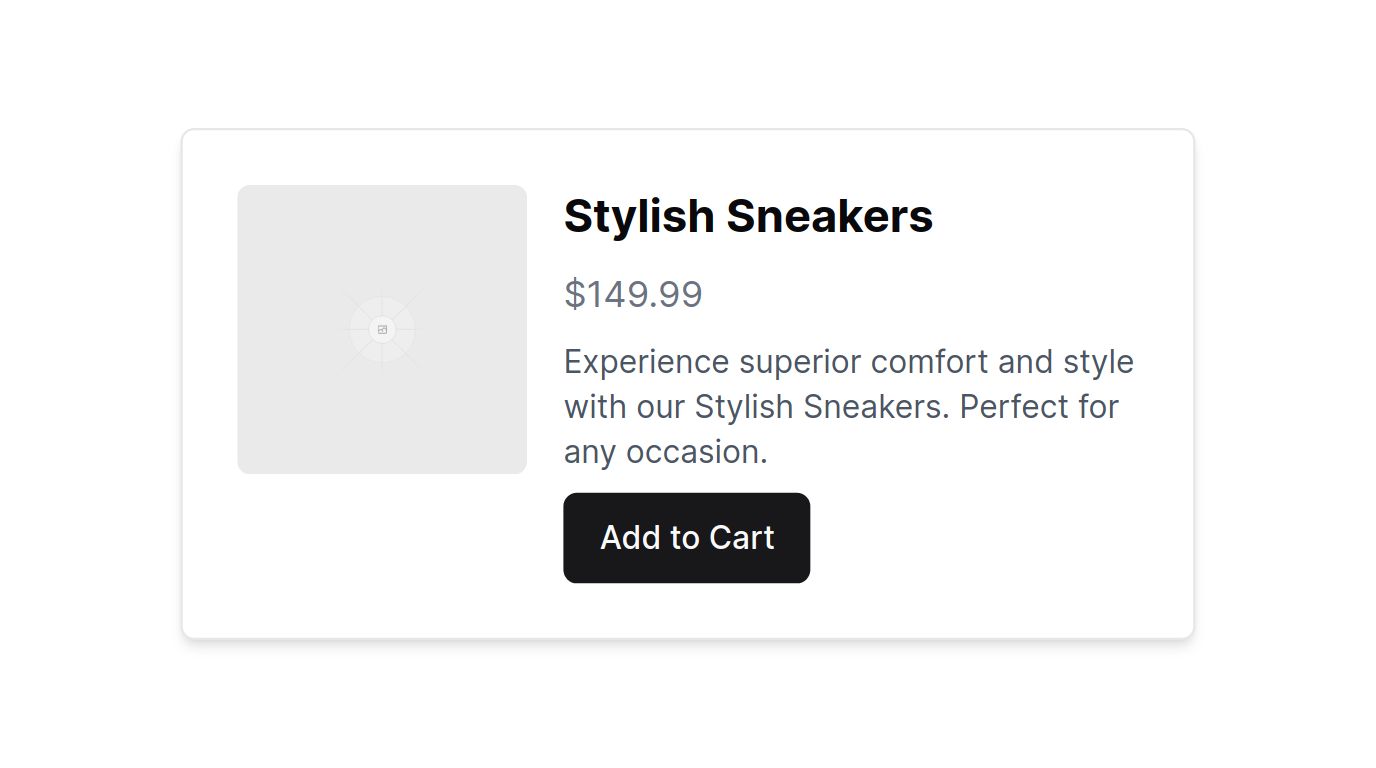 Stylish Sneakers
$149.99
Experience superior comfort and style
with our Stylish Sneakers. Perfect for
any occasion.
Add to Cart